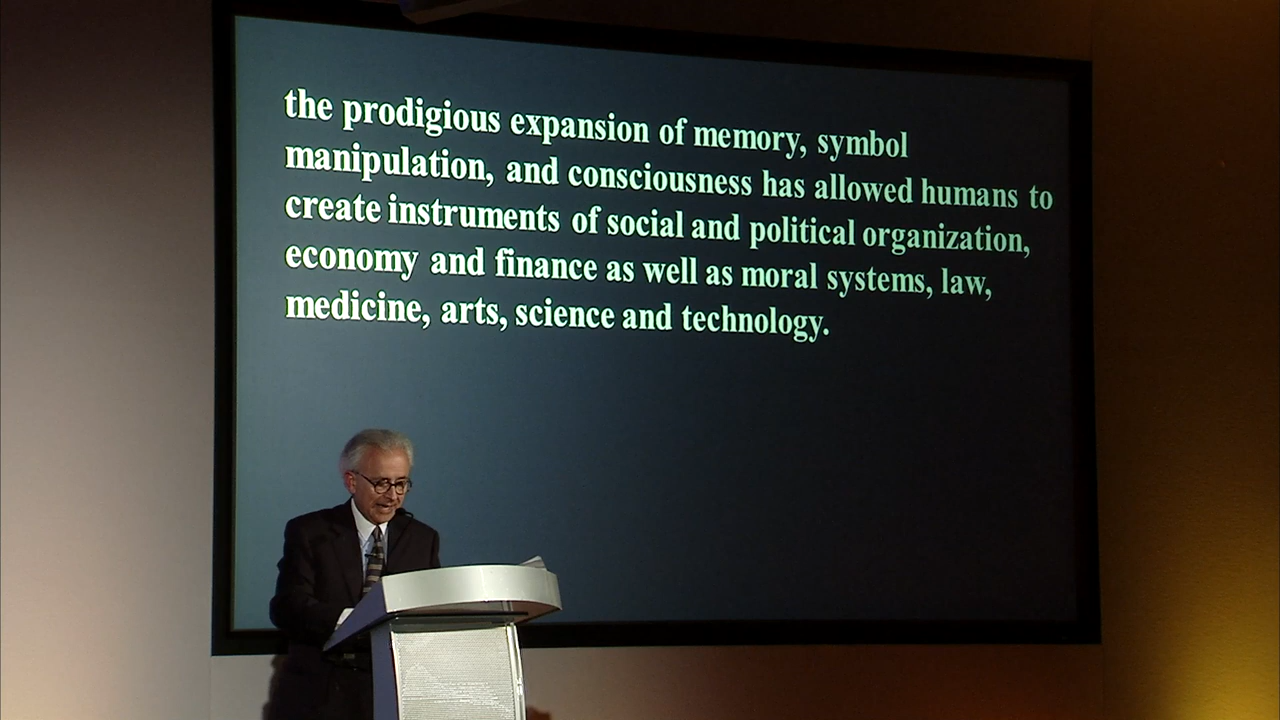 the prodigious expansion of memory, symbol
manipulation, and consciousness has allowed humans to
create instruments of social and political organization,
economy and finance as well as moral systems, law,
medicine, arts, science and technology.